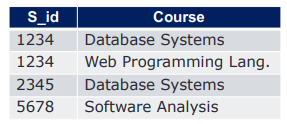 S_id Course
1234 Database Systems
1234 Web Programming Lang.
2345 Database Systems
5678 Software Analysis